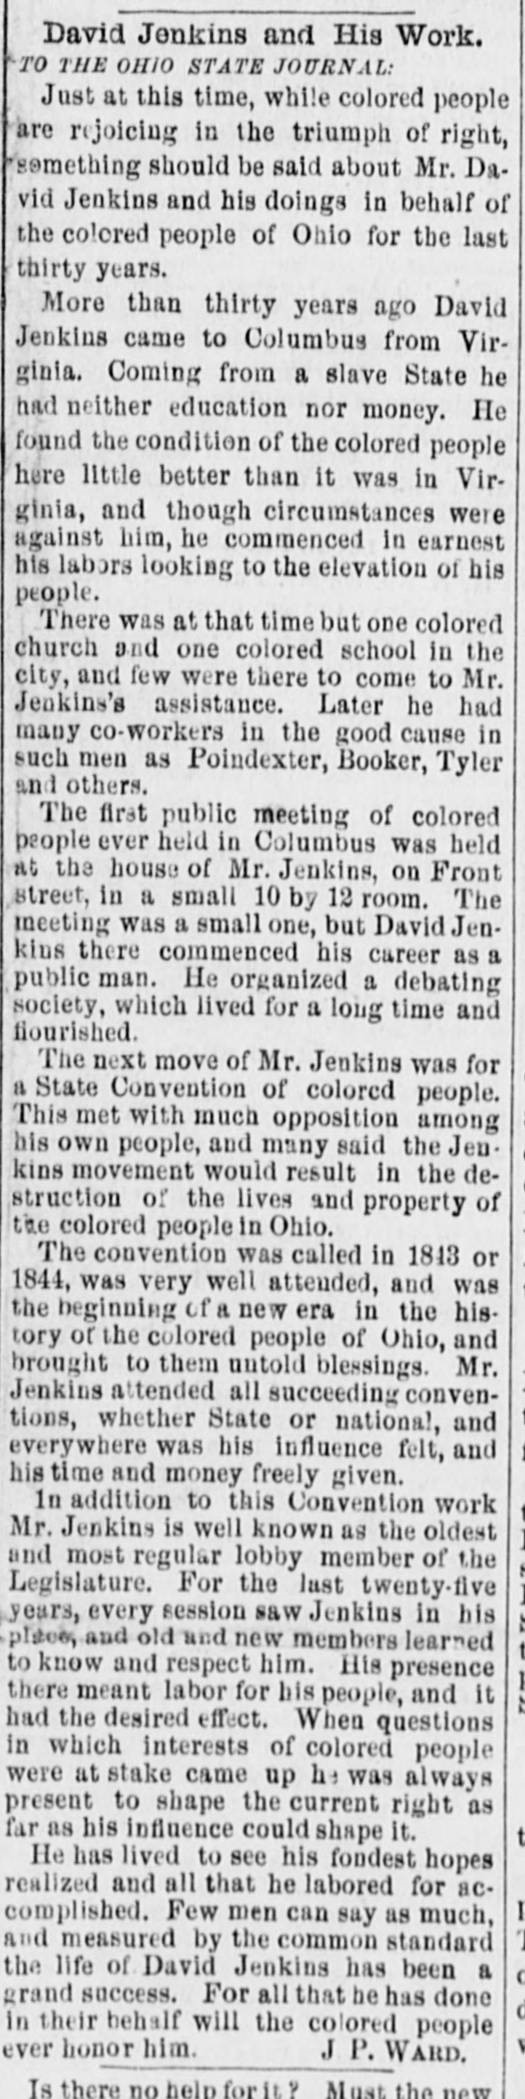 David Jenkins and His Work.
TO THE OHIO STATE JOURNAL:
Just at this time, while colored people
are rejoicing in the triumph of right,
something should be said about Mr. Da-
vid Jenkins and his doings in behalf of
the colored people of Ohio for the last
thirty years.
More than thirty years ago David
Jenkins came to Columbus from Vir-
ginia. Coming from a slave State he
had neither education nor money. He
found the condition of the colored people
here little better than it was in Vir-
ginia, and though circumstances were
against him, he commenced in earnest
his labors looking to the elevation of his
people.
There was at that time but one colored
church and one colored school in the
city, and few were there to come to Mr.
Jenkins's assistance. Later he had
many co-workers in the good cause in
such men as Poindexter, Booker, Tyler
and others.
The first public meeting of colored
people ever held in Columbus was held
at the house of Mr. Jenkins, on Front
street, in a small 10 by 12 room. The
meeting was a small one, but David Jen-
kins there commenced his career as a
public man. He organized a debating
society, which lived for a long time and
flourished.
The next move of Mr. Jenkins was for
a State Convention of colored people.
This met with much opposition among
his own people, and many said the Jen-
kins movement would result in the de-
struction of the lives and property of
the colored people in Ohio.
The convention was called in 1843 or
1844, was very well attended, and was
the beginning of a new era in the his-
tory of the colored people of Ohio, and
brought to them untold blessings. Mr.
Jenkins attended all succeeding conven-
tions, whether State or national, and
everywhere was his influence felt, and
his time and money freely given.
In addition to this Convention work
Mr. Jenkins is well known as the oldest
and most regular lobby member of the
Legislature. For the last twenty-five
years, every session saw Jenkins in his
place, and old and new members learned
to know and respect him. His presence
there meant labor for his people, and it
had the desired effect. When questions
in which interests of colored people
were at stake came up he was always
present to shape the current right as
far as his influence could shape it.
He has lived to see his fondest hopes
realized and all that he labored for ac-
complished. Few men can say as much,
and measured by the common standard
the life of David Jenkins has been a
grand success. For all that he has done
in their behalf will the colored people
ever honor him. J P. WARD.
Is there no help for it? Must the new